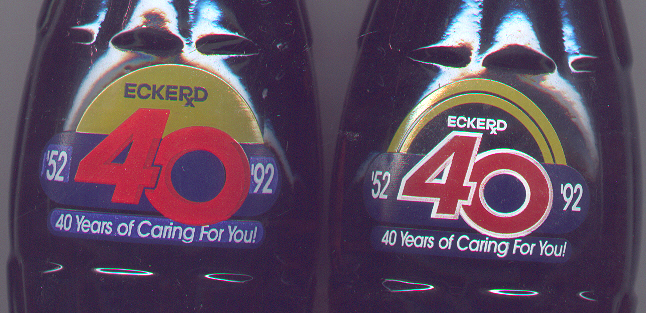 ECKERD
'52 40 '92
40 Years of Caring For You!
ECKERD
'52 40 '92
40 Years of Caring For You!